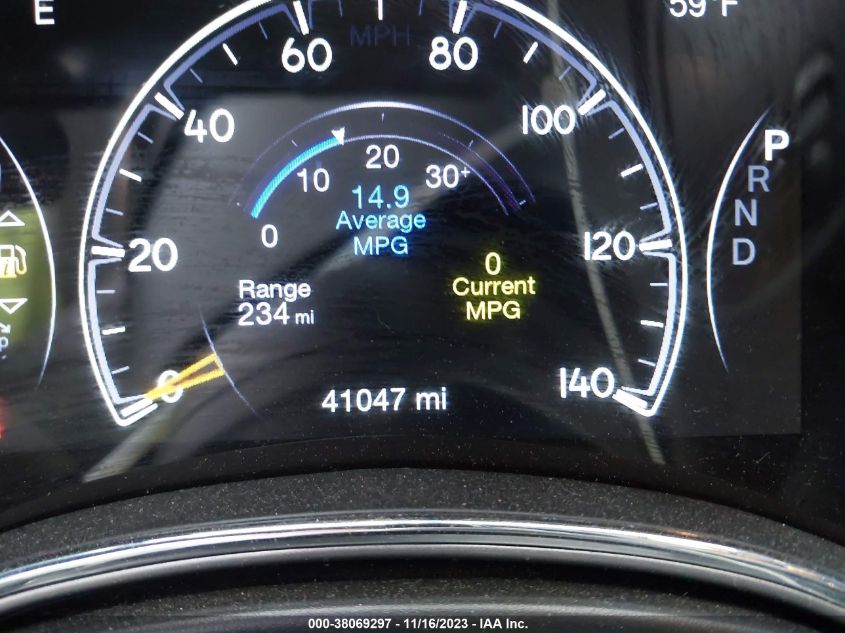 E
59°F
MPH
60
80
40
100
P
R
N
D
20
10
30+
14.9
Average
MPG
0
20
120
0
Current
MPG
Range
234 mi
0
140
41047 mi
000-38069297 - 11/16/2023 - IAA Inc.